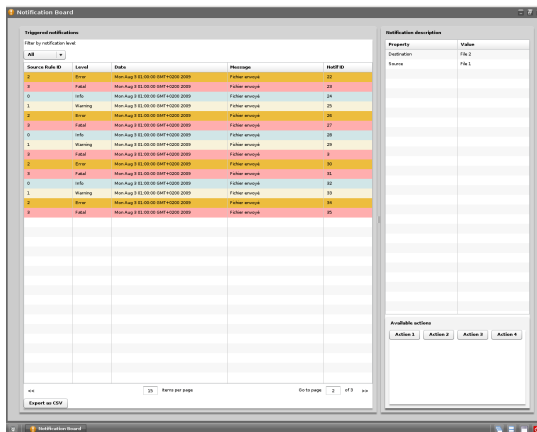 Notification Board
Triggered notifications
Filter by notification level
All
Source Rule ID Level Date Message Notif ID
2 Error Mon Aug 3 01:00:00 GMT+0200 2009 Fichier envoyé 22
3 Fatal Mon Aug 3 01:00:00 GMT+0200 2009 Fichier envoyé 23
0 Info Mon Aug 3 01:00:00 GMT+0200 2009 Fichier envoyé 24
1 Warning Mon Aug 3 01:00:00 GMT+0200 2009 Fichier envoyé 25
2 Error Mon Aug 3 01:00:00 GMT+0200 2009 Fichier envoyé 26
3 Fatal Mon Aug 3 01:00:00 GMT+0200 2009 Fichier envoyé 27
0 Info Mon Aug 3 01:00:00 GMT+0200 2009 Fichier envoyé 28
1 Warning Mon Aug 3 01:00:00 GMT+0200 2009 Fichier envoyé 29
3 Fatal Mon Aug 3 01:00:00 GMT+0200 2009 Fichier envoyé 3
2 Error Mon Aug 3 01:00:00 GMT+0200 2009 Fichier envoyé 30
3 Fatal Mon Aug 3 01:00:00 GMT+0200 2009 Fichier envoyé 31
0 Info Mon Aug 3 01:00:00 GMT+0200 2009 Fichier envoyé 32
1 Warning Mon Aug 3 01:00:00 GMT+0200 2009 Fichier envoyé 33
2 Error Mon Aug 3 01:00:00 GMT+0200 2009 Fichier envoyé 34
3 Fatal Mon Aug 3 01:00:00 GMT+0200 2009 Fichier envoyé 35
<< 15 items per page Go to page 2 of 3 >>
Export as CSV
Notification description
Property Value
Destination File 2
Source File 1
Available actions
Action 1 Action 2 Action 3 Action 4
Notification Board